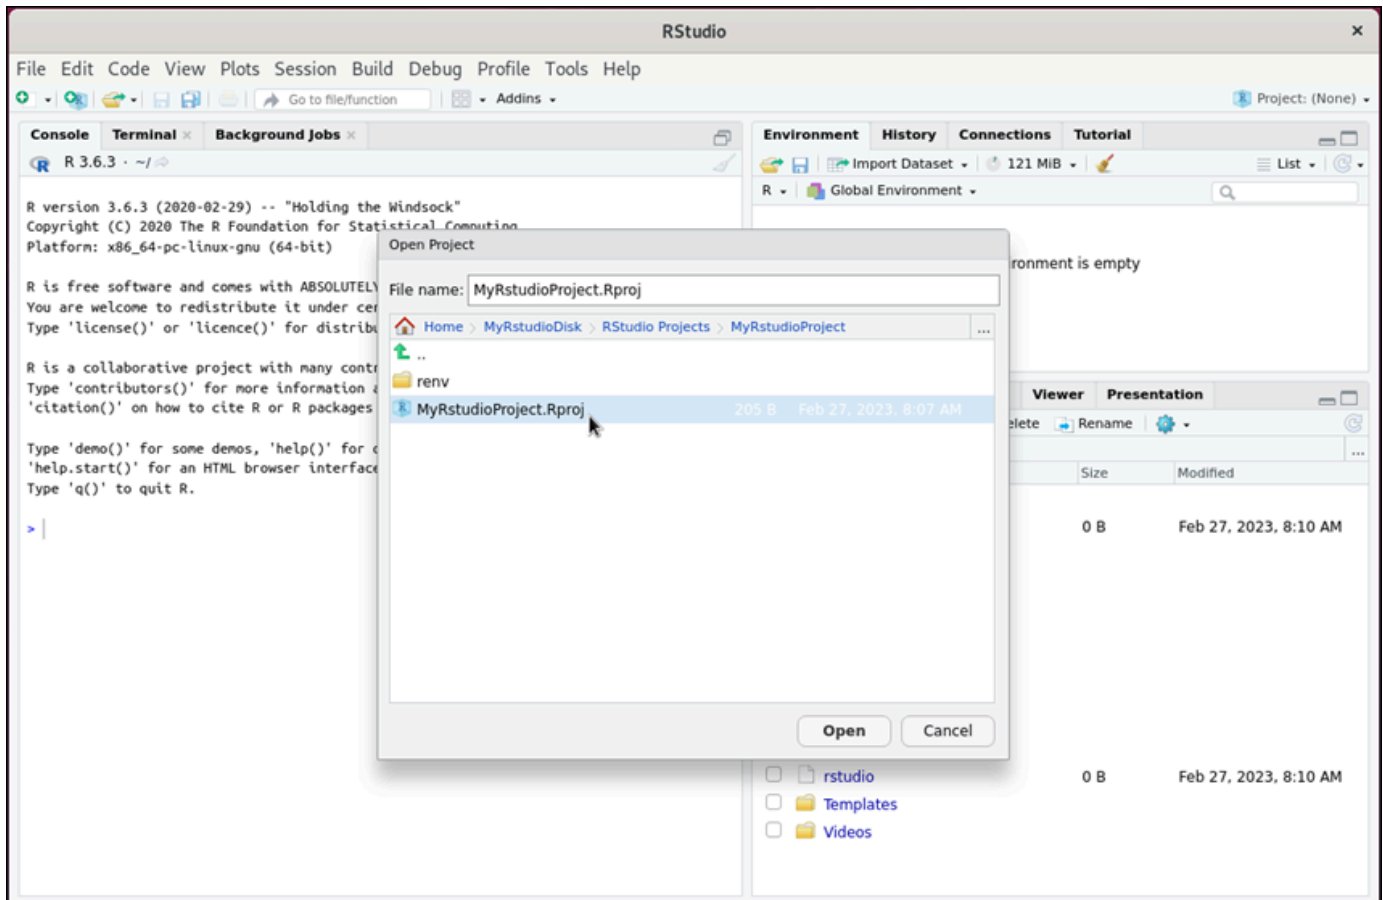 RStudio
File Edit Code View Plots Session Build Debug Profile Tools Help
Go to file/function
Addins
Project: (None)
Console Terminal Background Jobs
R 3.6.3 · ~/
R version 3.6.3 (2020-02-29) -- "Holding the Windsock"
Copyright (C) 2020 The R Foundation for Statistical Computing
Platform: x86_64-pc-linux-gnu (64-bit)
R is free software and comes with ABSOLUTELY
You are welcome to redistribute it under
Type 'license()' or 'licence()' for
R is a collaborative project with many
Type 'contributors()' for more information
'citation()' on how to cite R or R packages
Type 'demo()' for some demos, 'help()' for
'help.start()' for an HTML browser interface
Type 'q()' to quit R.
>
Open Project
File name: MyRstudioProject.Rproj
Home > MyRstudioDisk > RStudio Projects > MyRstudioProject ...
..
renv
MyRstudioProject.Rproj 205 B Feb 27, 2023, 8:07 AM
Open Cancel
Environment History Connections Tutorial
Import Dataset 121 MiB List
R Global Environment
is empty
Viewer Presentation
Rename
...
Size Modified
0 B Feb 27, 2023, 8:10 AM
rstudio 0 B Feb 27, 2023, 8:10 AM
Templates
Videos